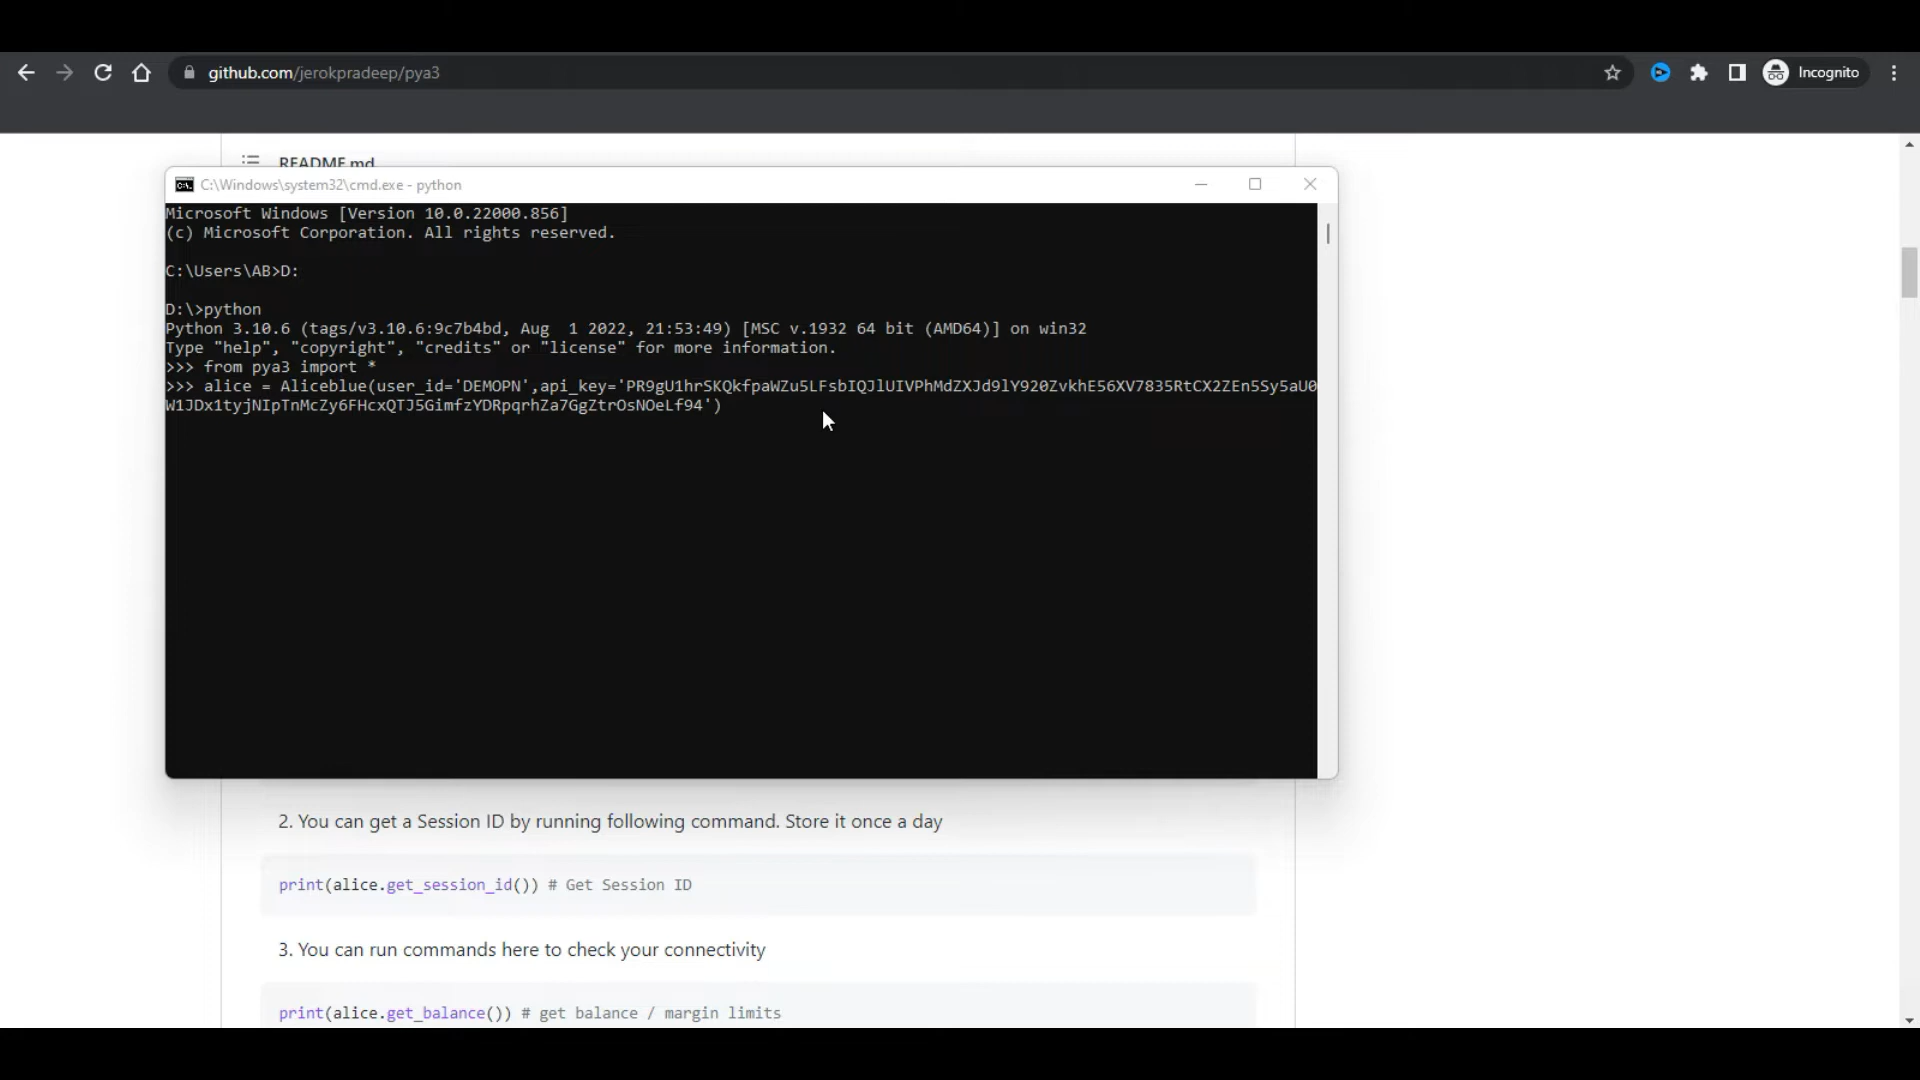 github.com/jerokpradeep/pya3
Incognito
README.md
C:\Windows\system32\cmd.exe - python
Microsoft Windows [Version 10.0.22000.856]
(c) Microsoft Corporation. All rights reserved.
C:\Users\AB>D:
D:\>python
Python 3.10.6 (tags/v3.10.6:9c7b4bd, Aug  1 2022, 21:53:49) [MSC v.1932 64 bit (AMD64)] on win32
Type "help", "copyright", "credits" or "license" for more information.
>>> from pya3 import *
>>> alice = Aliceblue(user_id='DEMOPN',api_key='PR9gU1hrSKQkfpaWZu5LFsbIQJlUIVPhMdZXJd9lY920ZvkhE56XV7835RtCX2ZEn5Sy5aU0
W1JDx1tyjNIpTnMcZy6FHcxQTJ5GimfzYDRpqrhZa7GgZtrOsNOeLf94')
2. You can get a Session ID by running following command. Store it once a day
print(alice.get_session_id()) # Get Session ID
3. You can run commands here to check your connectivity
print(alice.get_balance()) # get balance / margin limits